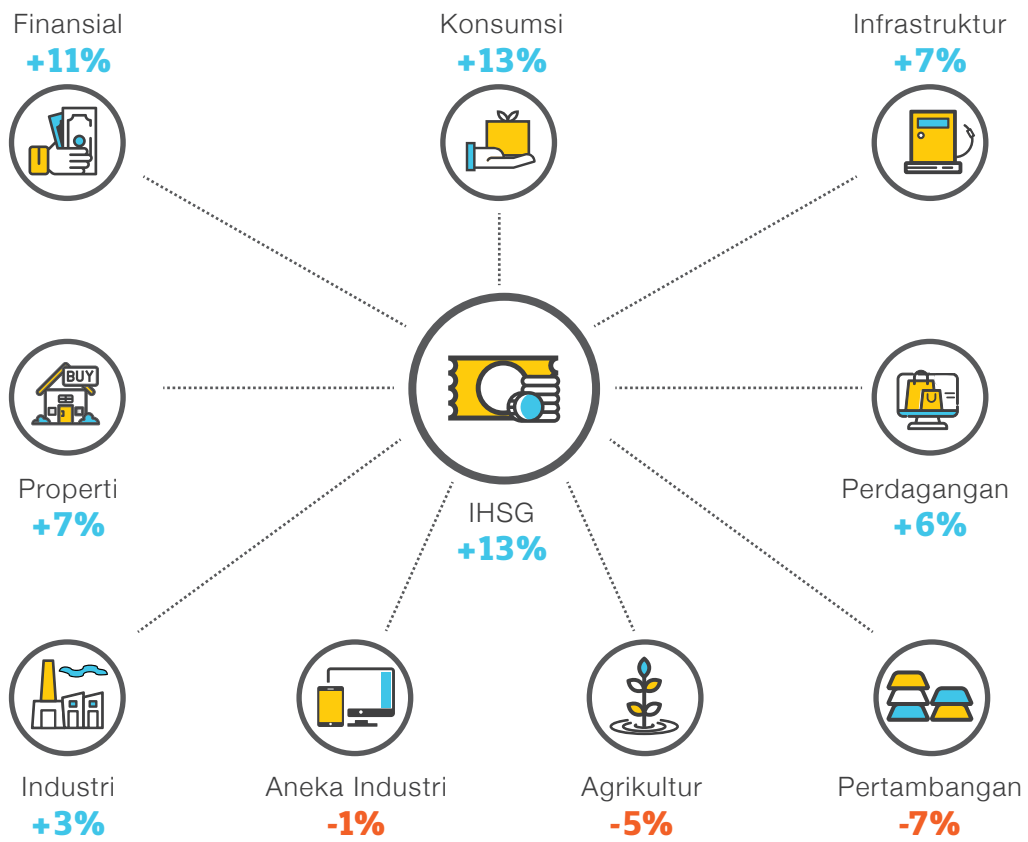 Finansial
+11%
Konsumsi
+13%
Infrastruktur
+7%
BUY
Properti
+7%
IHSG
+13%
Perdagangan
+6%
Industri
+3%
Aneka Industri
-1%
Agrikultur
-5%
Pertambangan
-7%